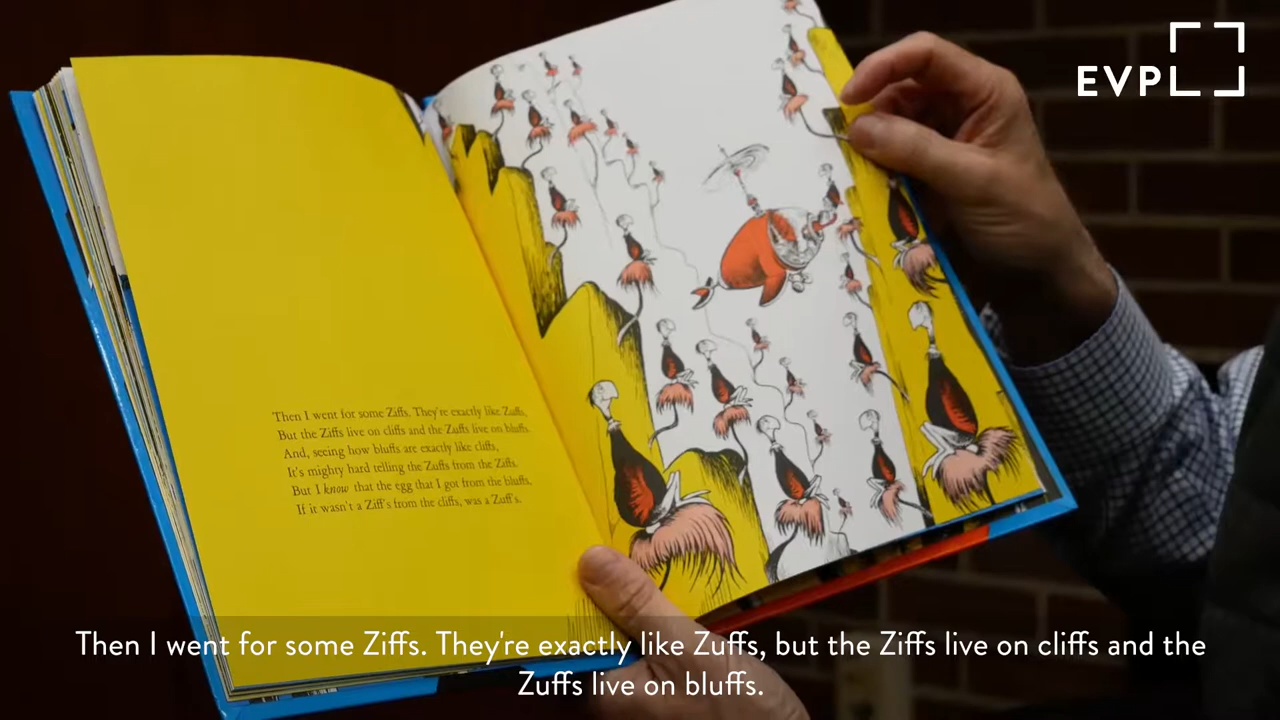 EVPL
'Then I went for some Ziffs. They're exactly like Zuffs,
But the Ziffs live on cliffs and the Zuffs live on bluffs.
And, seeing how bluffs are exactly like cliffs,
It's mighty hard telling the Zuffs from the Ziffs.
But I know that the egg that I got from the bluffs,
If it wasn't a Ziff's from the cliffs, was a Zuff's.
Then I went for some Ziffs. They're exactly like Zuffs, but the Ziffs live on cliffs and the
Zuffs live on bluffs.